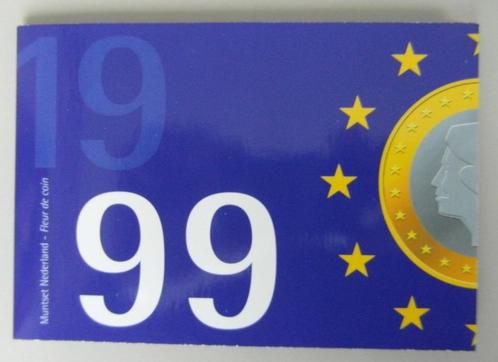 19
99
Muntset Nederland - Fleur de coin